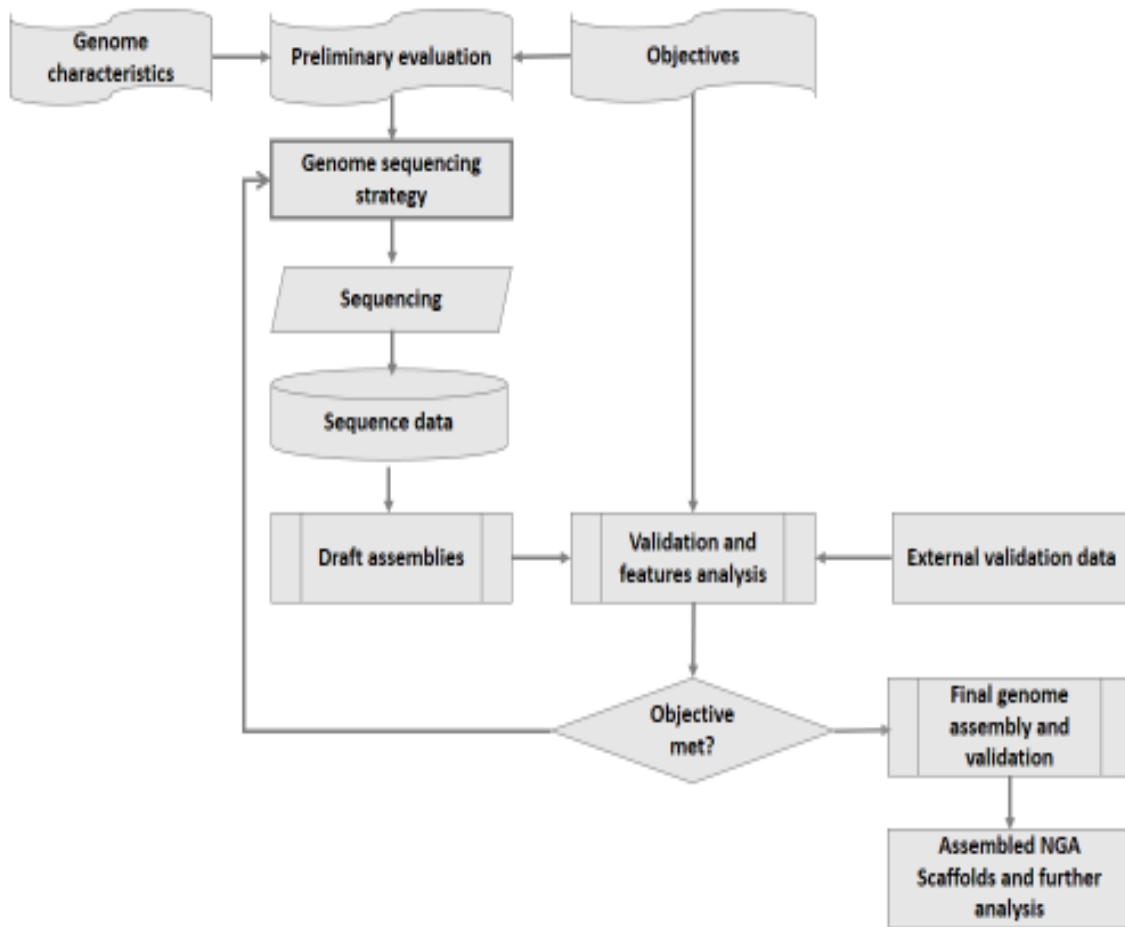 Genome
characteristics
Preliminary evaluation
Objectives
Genome sequencing
strategy
Sequencing
Sequence data
Draft assemblies
Validation and
features analysis
External validation data
Objective
met?
Final genome
assembly and
validation
Assembled NGA
Scaffolds and further
analysis